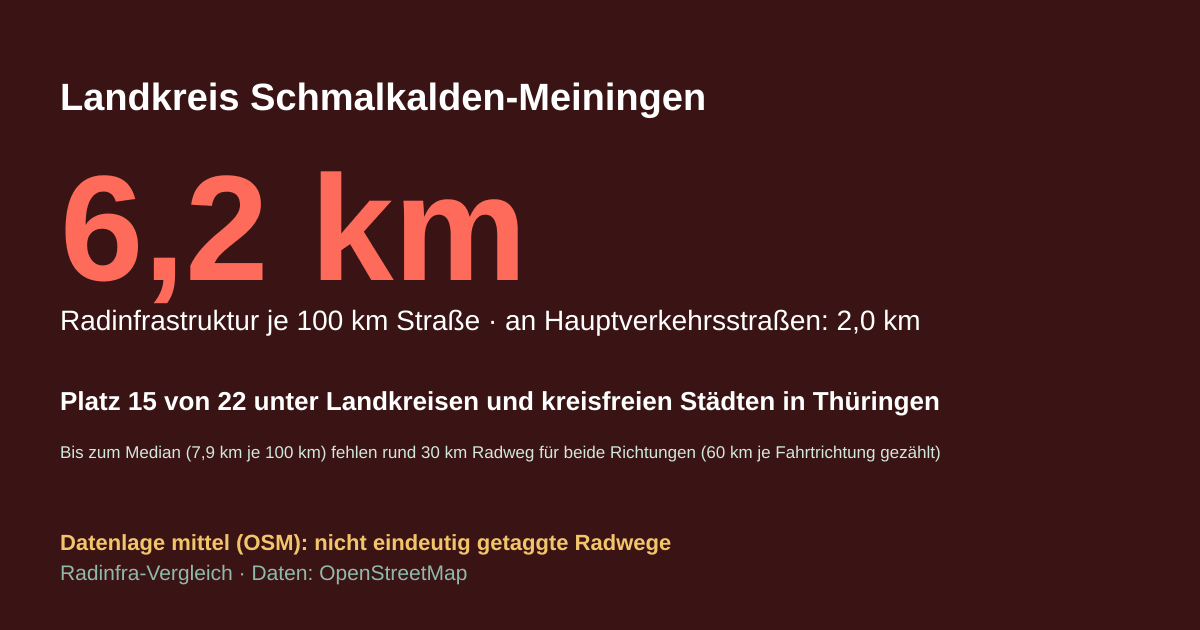 Landkreis Schmalkalden-Meiningen
6,2 km
Radinfrastruktur je 100 km Straße · an Hauptverkehrsstraßen: 2,0 km
Platz 15 von 22 unter Landkreisen und kreisfreien Städten in Thüringen
Bis zum Median (7,9 km je 100 km) fehlen rund 30 km Radweg für beide Richtungen (60 km je Fahrtrichtung gezählt)
Datenlage mittel (OSM): nicht eindeutig getaggte Radwege
Radinfra-Vergleich · Daten: OpenStreetMap